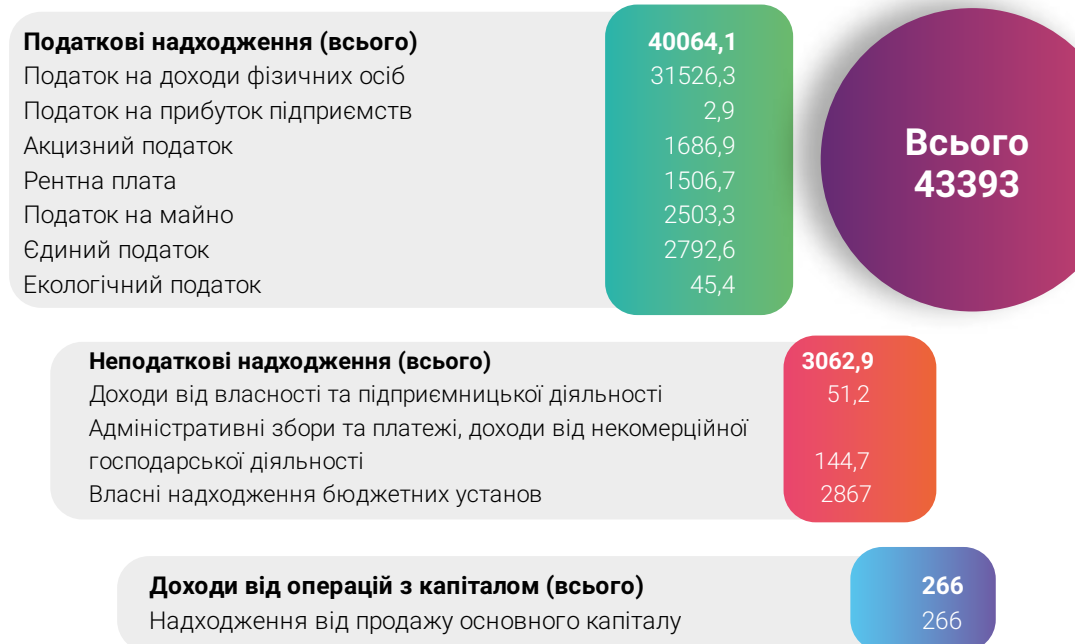 Податкові надходження (всього) 40064,1
Податок на доходи фізичних осіб 31526,3
Податок на прибуток підприємств 2,9
Акцизний податок 1686,9
Рентна плата 1506,7
Податок на майно 2503,3
Єдиний податок 2792,6
Екологічний податок 45,4
Всього
43393
Неподаткові надходження (всього) 3062,9
Доходи від власності та підприємницької діяльності 51,2
Адміністративні збори та платежі, доходи від некомерційної
господарської діяльності 144,7
Власні надходження бюджетних установ 2867
Доходи від операцій з капіталом (всього) 266
Надходження від продажу основного капіталу 266